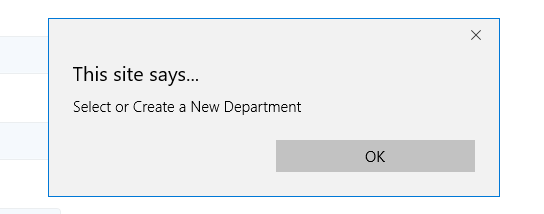 This site says...
Select or Create a New Department
OK